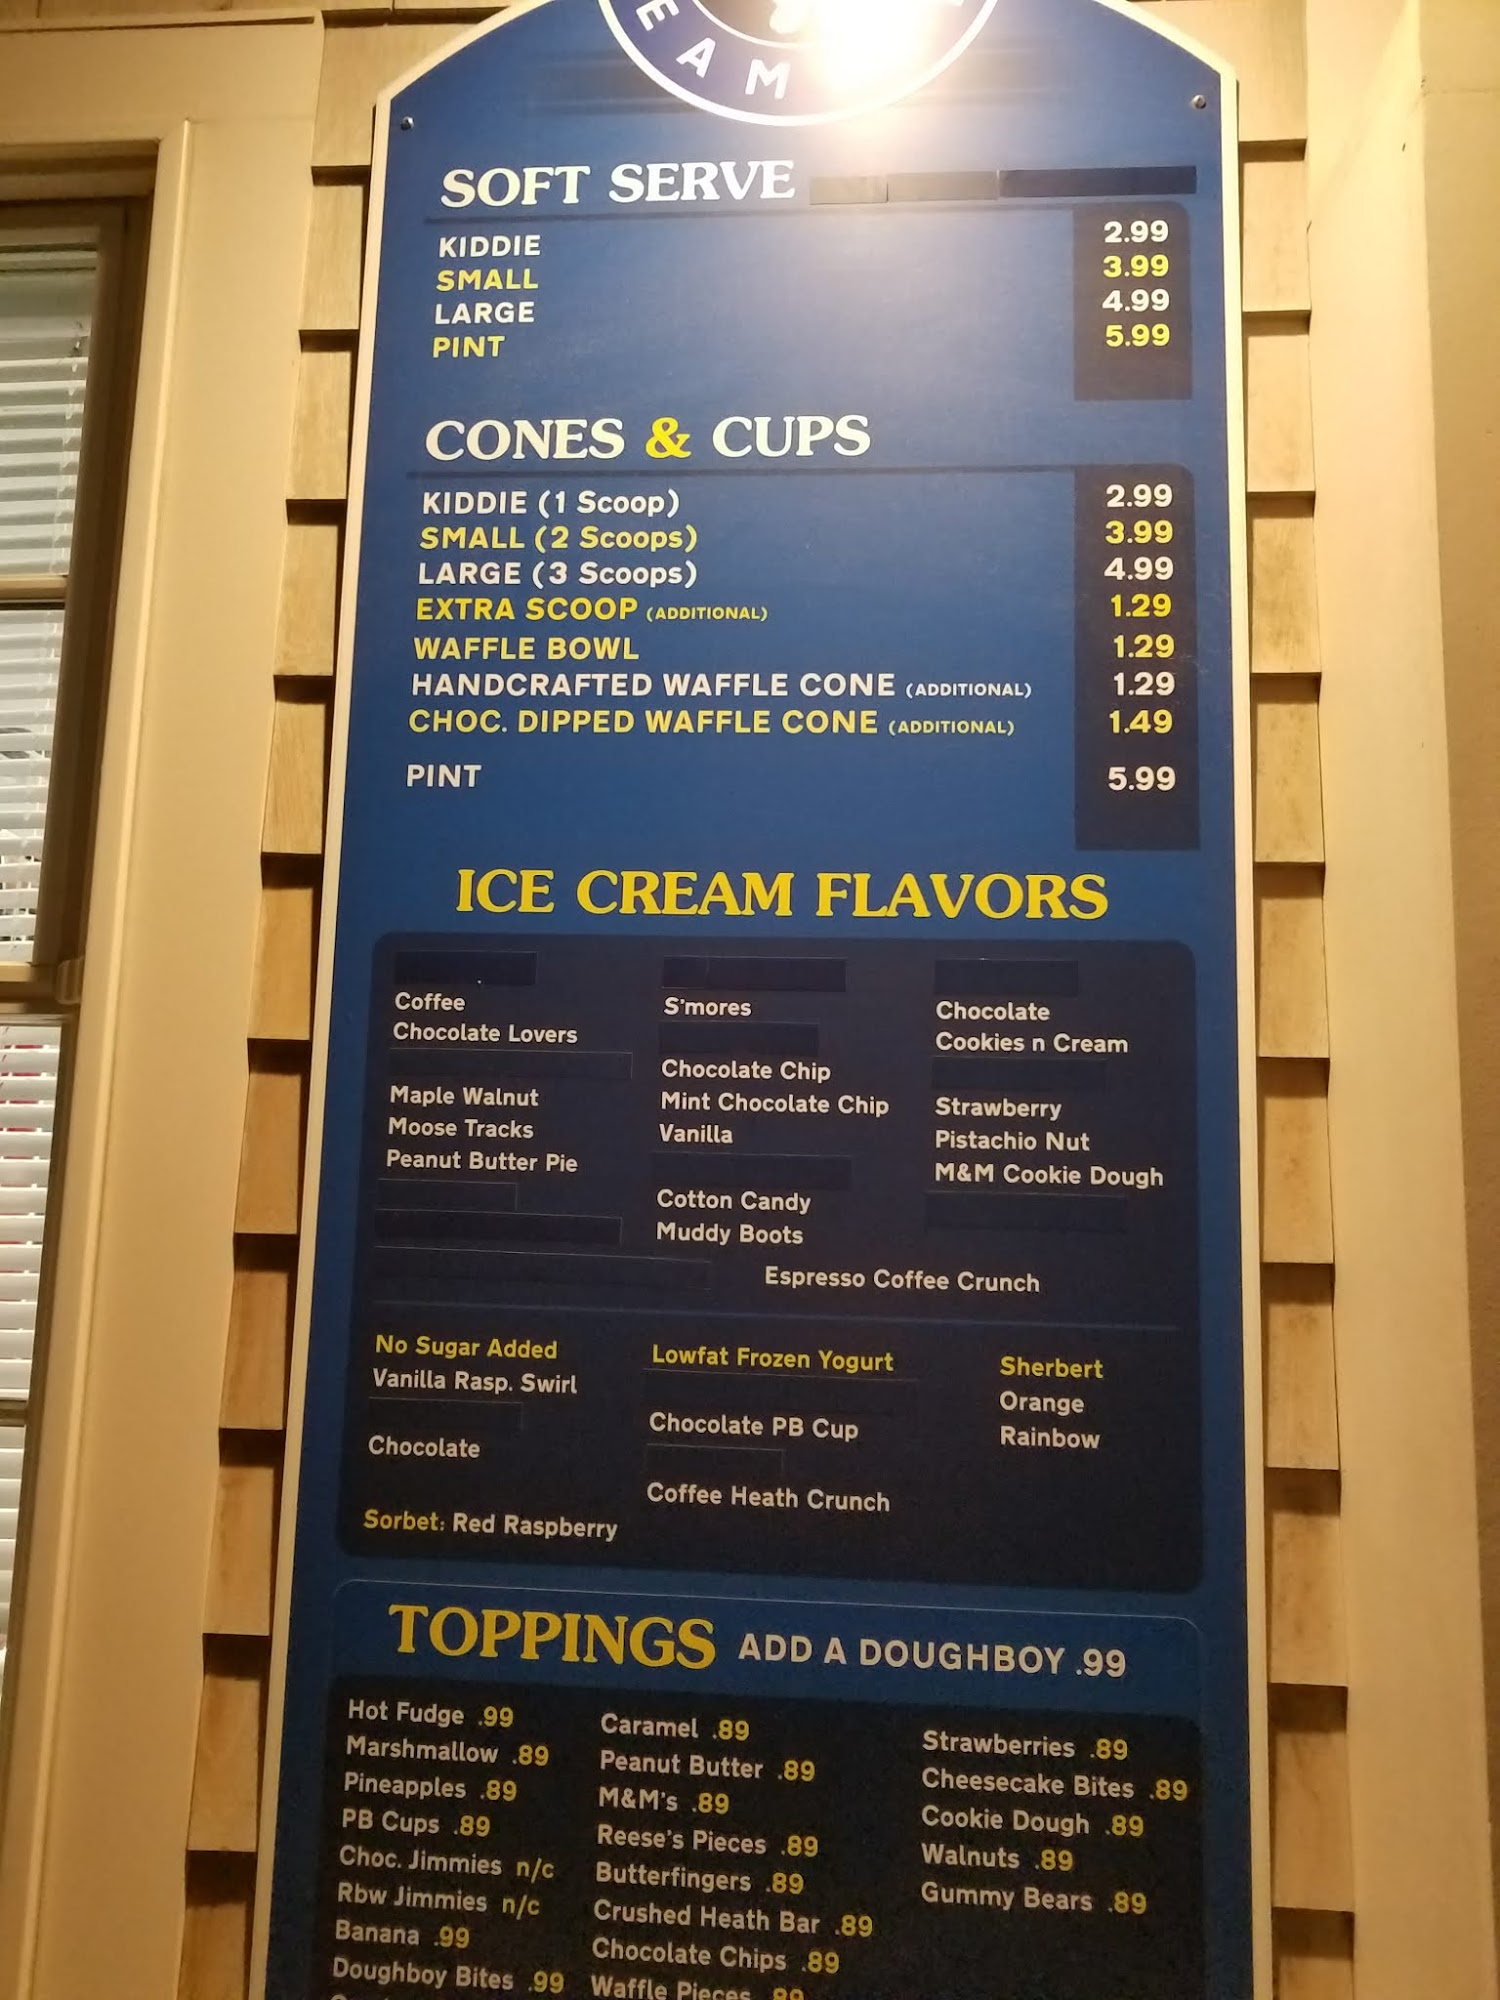 EAM
SOFT SERVE
KIDDIE 2.99
SMALL 3.99
LARGE 4.99
PINT 5.99
CONES & CUPS
KIDDIE (1 Scoop) 2.99
SMALL (2 Scoops) 3.99
LARGE (3 Scoops) 4.99
EXTRA SCOOP (ADDITIONAL) 1.29
WAFFLE BOWL 1.29
HANDCRAFTED WAFFLE CONE (ADDITIONAL) 1.29
CHOC. DIPPED WAFFLE CONE (ADDITIONAL) 1.49
PINT 5.99
ICE CREAM FLAVORS
Coffee
Chocolate Lovers
Maple Walnut
Moose Tracks
Peanut Butter Pie
S'mores
Chocolate Chip
Mint Chocolate Chip
Vanilla
Cotton Candy
Muddy Boots
Chocolate
Cookies n Cream
Strawberry
Pistachio Nut
M&M Cookie Dough
Espresso Coffee Crunch
No Sugar Added
Vanilla Rasp. Swirl
Chocolate
Lowfat Frozen Yogurt
Chocolate PB Cup
Coffee Heath Crunch
Sherbert
Orange
Rainbow
Sorbet: Red Raspberry
TOPPINGS ADD A DOUGHBOY .99
Hot Fudge .99
Marshmallow .89
Pineapples .89
PB Cups .89
Choc. Jimmies n/c
Rbw Jimmies n/c
Banana .99
Doughboy Bites .99
Caramel .89
Peanut Butter .89
M&M's .89
Reese's Pieces .89
Butterfingers .89
Crushed Heath Bar .89
Chocolate Chips .89
Waffle Pieces .89
Strawberries .89
Cheesecake Bites .89
Cookie Dough .89
Walnuts .89
Gummy Bears .89